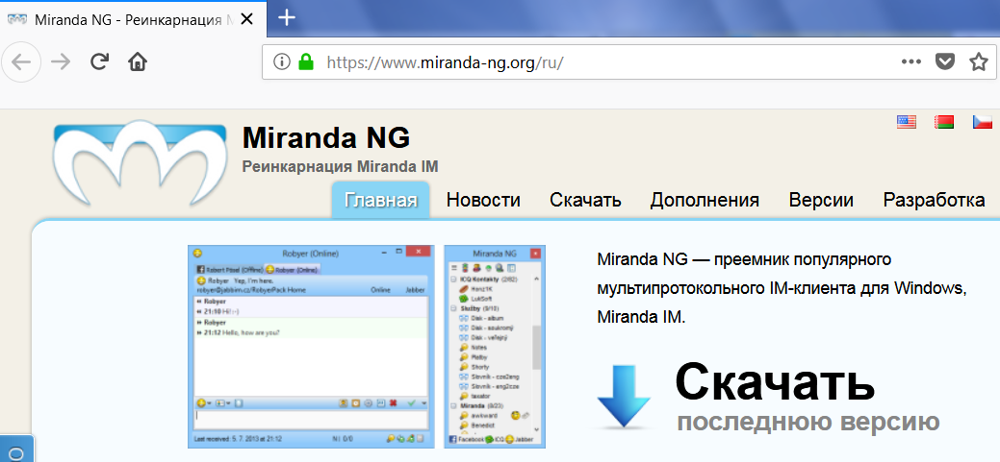 Miranda NG - Реинкарнация M
https://www.miranda-ng.org/ru/
Miranda NG
Реинкарнация Miranda IM
Главная Новости Скачать Дополнения Версии Разработка
Robyer (Online)
Robert Pösel (Offline) Robyer (Online)
Robyer Yep, I'm here.
robyer@jabbim.cz/RobyerPack Home Online Jabber
Robyer
21:10 Hi! :-)
Robyer
21:12 Hello, how are you?
Last received: 5. 7. 2013 at 21:12 N | 0/0
Miranda NG
ICQ Kontakty (2/82)
Honz1K
LukSoft
Služby (9/10)
Disk - album
Disk - soukromý
Disk - veřejný
Notes
Platby
Shorty
Slovník - cze2eng
Slovník - eng2cze
taxator
Miranda (8/23)
awkward
Benedict
Facebook ICQ Jabber
Miranda NG — преемник популярного
мультипротокольного IM-клиента для Windows,
Miranda IM.
Скачать
последнюю версию